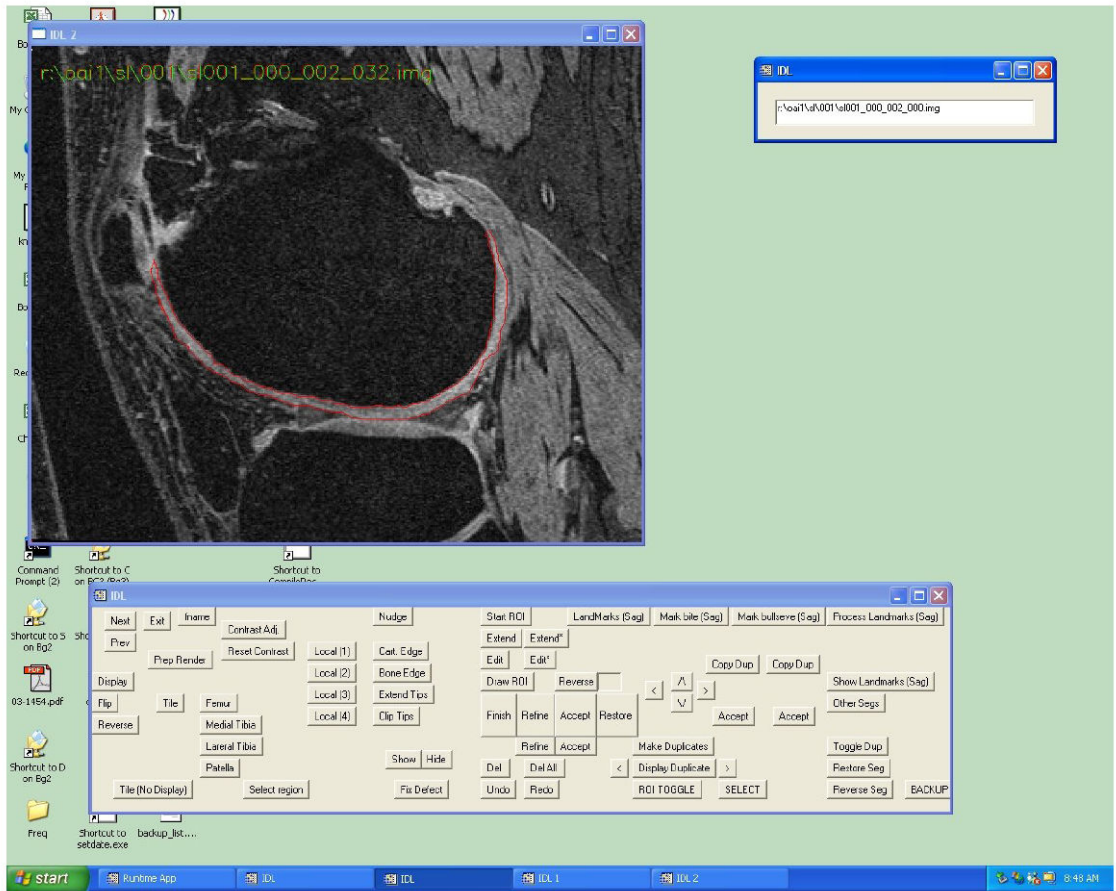 IDL 2
r:\oai1\sl\001\sl001_000_002_032.img
IDL
r:\oai1\sl\001\sl001_000_002_000.img
Command Prompt (2)
Shortcut to C
Shortcut to
Shortcut to S on Bg2
03-1454.pdf
Shortcut to D on Bg2
Freq
Shortcut to setdate.exe
backup_list....
IDL
Next Exit fname Nudge Start ROI LandMarks (Sag) Mark bite (Sag) Process Landmarks (Sag)
Prev Contrast Adj. Extend Extend*
Prep Render Reset Contrast Local (1) Cart. Edge Edit Edit* Copy Dup Copy Dup
Display Local (2) Bone Edge Draw ROI Reverse < /\ > Show Landmarks (Sag)
Flip Tile Femur Local (3) Extend Tips \/ Other Segs
Reverse Medial Tibia Local (4) Clip Tips Finish Refine Accept Restore Accept Accept
Lareral Tibia Refine Accept Make Duplicates Toggle Dup
Patella Show Hide Del Del All < Display Duplicate > Restore Seg
Tile (No Display) Select region Fix Defect Undo Redo ROI TOGGLE SELECT Reverse Seg BACKUP
start Runtime App IDL IDL IDL 1 IDL 2 8:48 AM